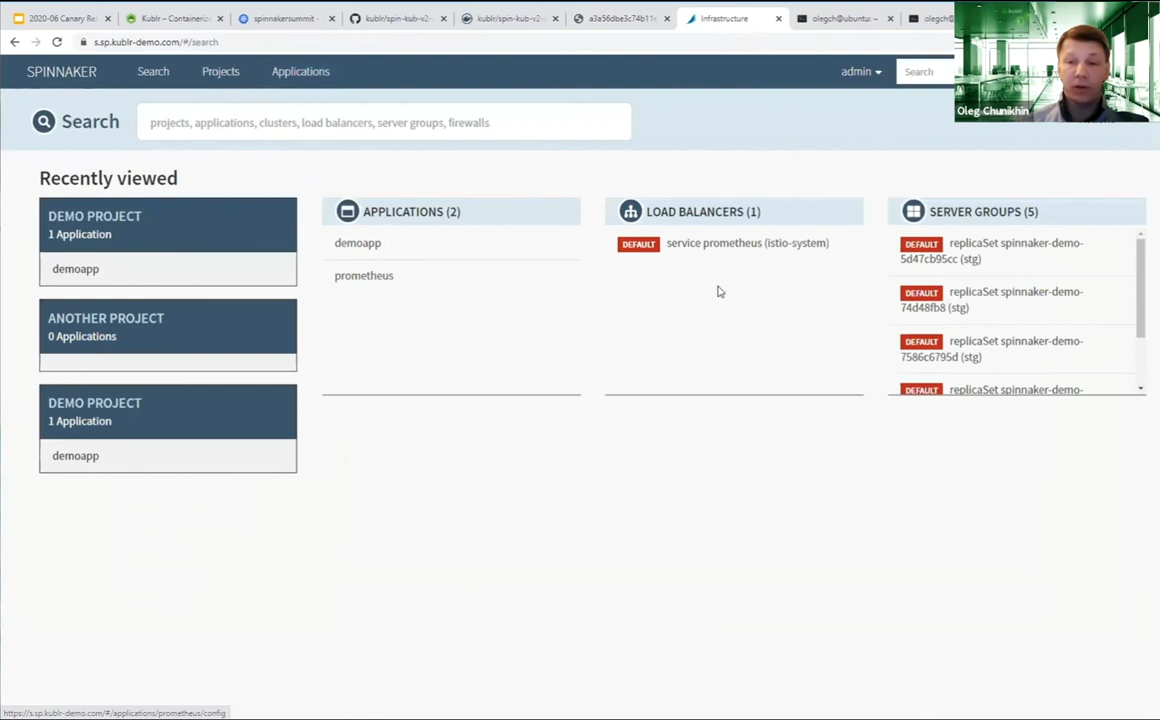 2020-06 Canary Rel
Kublr – Containeriz
spinnakersummit -
kublr/spin-kub-v2-
kublr/spin-kub-v2-
a3a56dbe3c74b11
Infrastructure
olegch@ubuntu: ~
olegch
s.sp.kublr-demo.com/#/search
SPINNAKER
Search
Projects
Applications
admin
Search
Oleg Chunikhin
Search
projects, applications, clusters, load balancers, server groups, firewalls
Recently viewed
DEMO PROJECT
1 Application
demoapp
ANOTHER PROJECT
0 Applications
DEMO PROJECT
1 Application
demoapp
APPLICATIONS (2)
demoapp
prometheus
LOAD BALANCERS (1)
DEFAULT service prometheus (istio-system)
SERVER GROUPS (5)
DEFAULT replicaSet spinnaker-demo-
5d47cb95cc (stg)
DEFAULT replicaSet spinnaker-demo-
74d48fb8 (stg)
DEFAULT replicaSet spinnaker-demo-
7586c6795d (stg)
DEFAULT replicaSet spinnaker-demo-
https://s.sp.kublr-demo.com/#/applications/prometheus/config